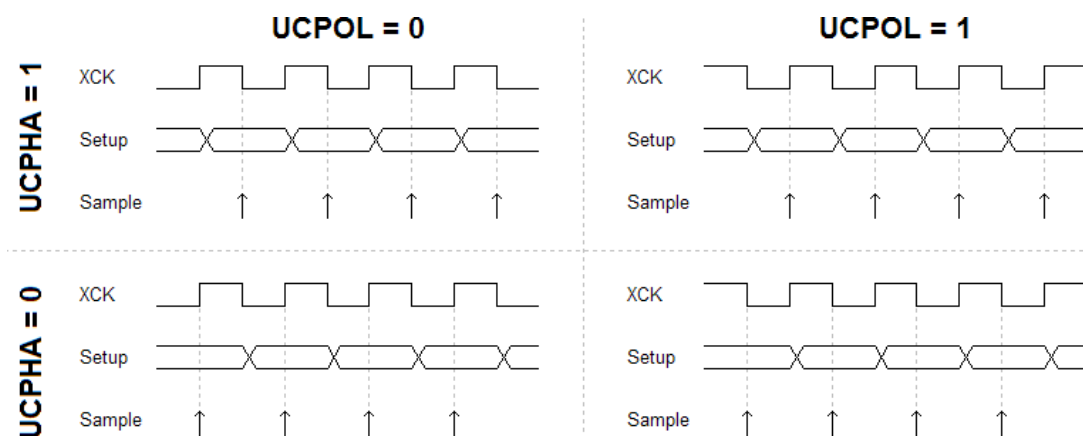 UCPOL = 0
UCPOL = 1
UCPHA = 1
XCK
Setup
Sample
XCK
Setup
Sample
UCPHA = 0
XCK
Setup
Sample
XCK
Setup
Sample